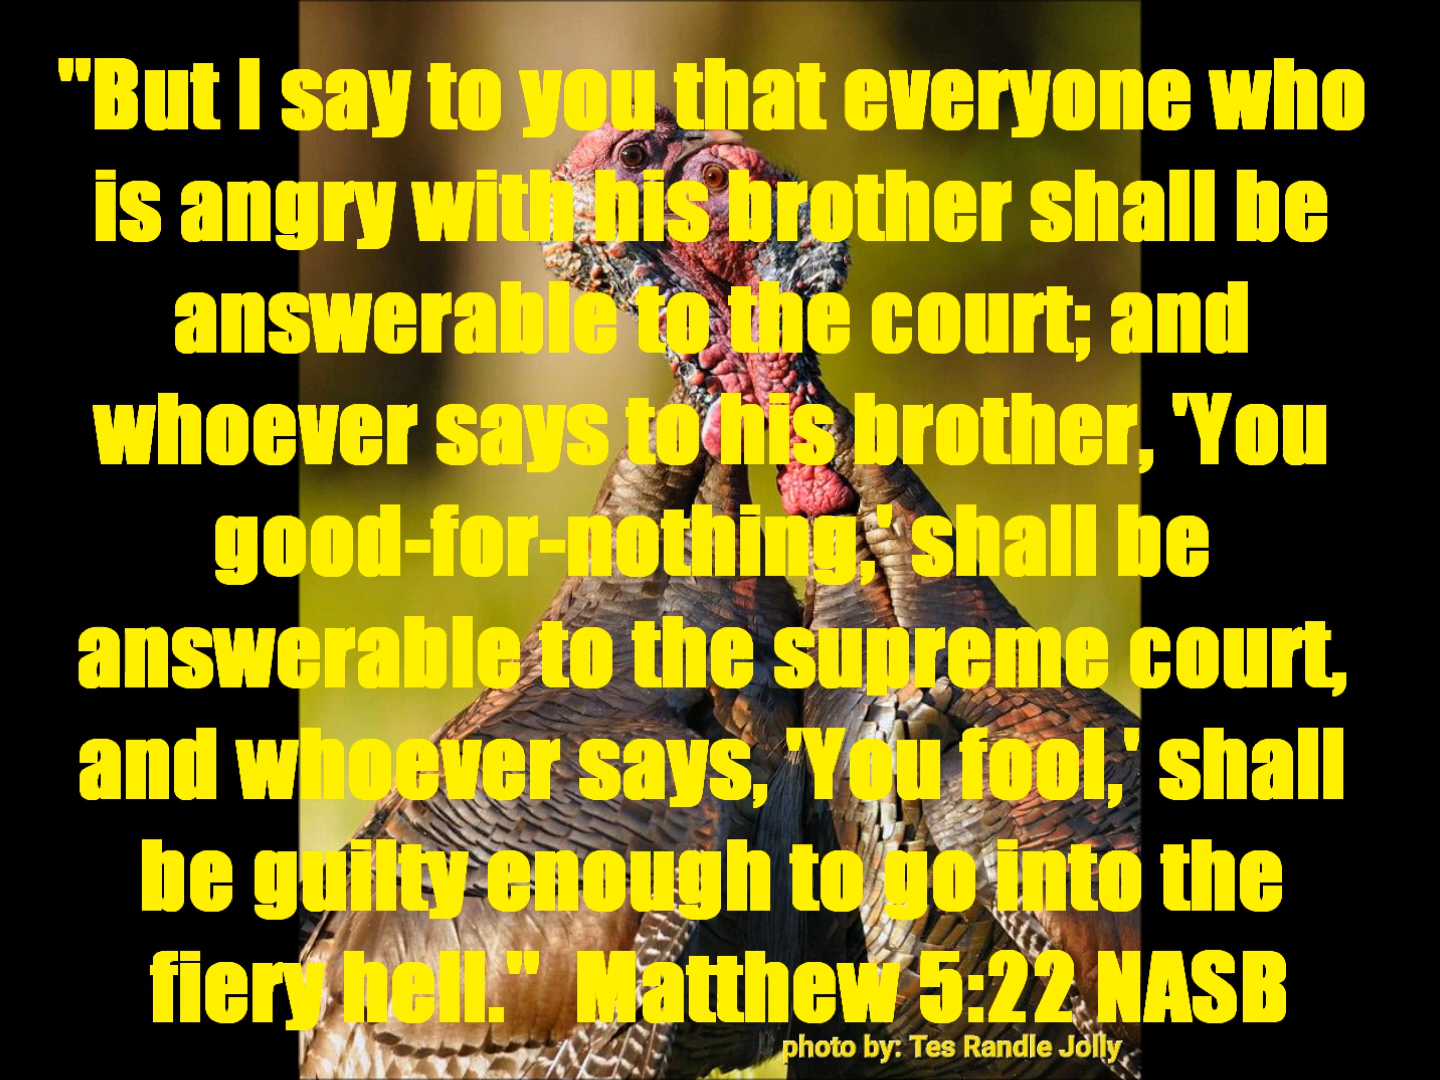 "But I say to you that everyone who
is angry with his brother shall be
answerable to the court; and
whoever says to his brother, 'You
good-for-nothing,' shall be
answerable to the supreme court,
and whoever says, 'You fool,' shall
be guilty enough to go into the
fiery hell." Matthew 5:22 NASB
photo by: Tes Randle Jolly